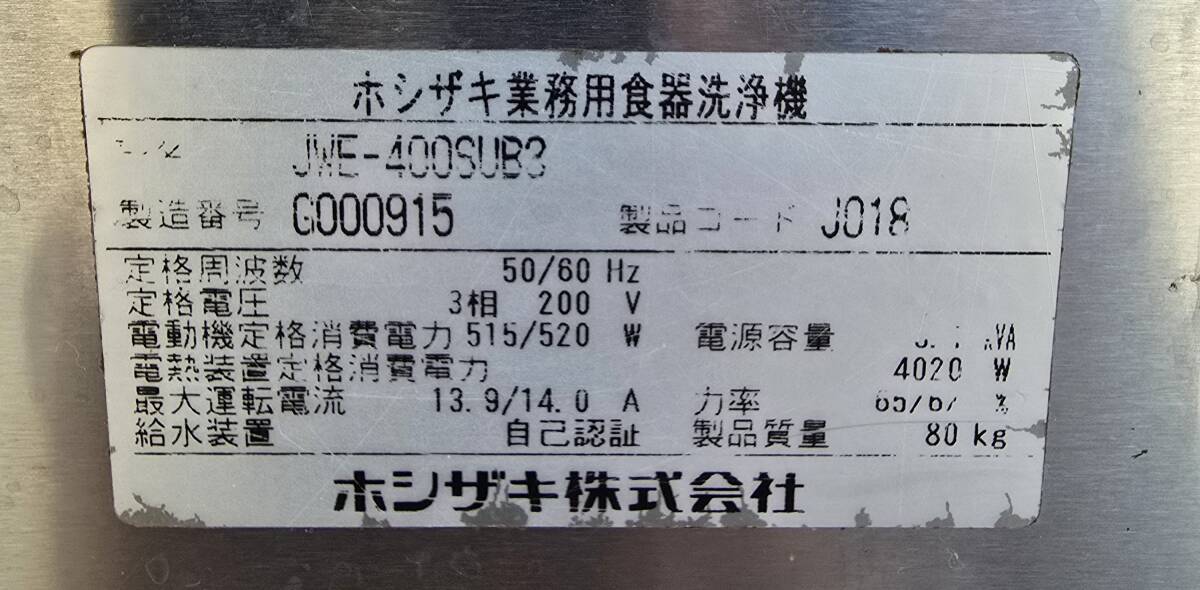 ホシザキ業務用食器洗浄機
JWE-400SUB3
製造番号 G000915 製品コード J018
定格周波数 50/60 Hz
定格電圧 3相 200 V
電動機定格消費電力 515/520 W 電源容量 kVA
電熱装置定格消費電力 4020 W
最大運転電流 13.9/14.0 A 力率 65/67 %
給水装置 自己認証 製品質量 80 kg
ホシザキ株式会社